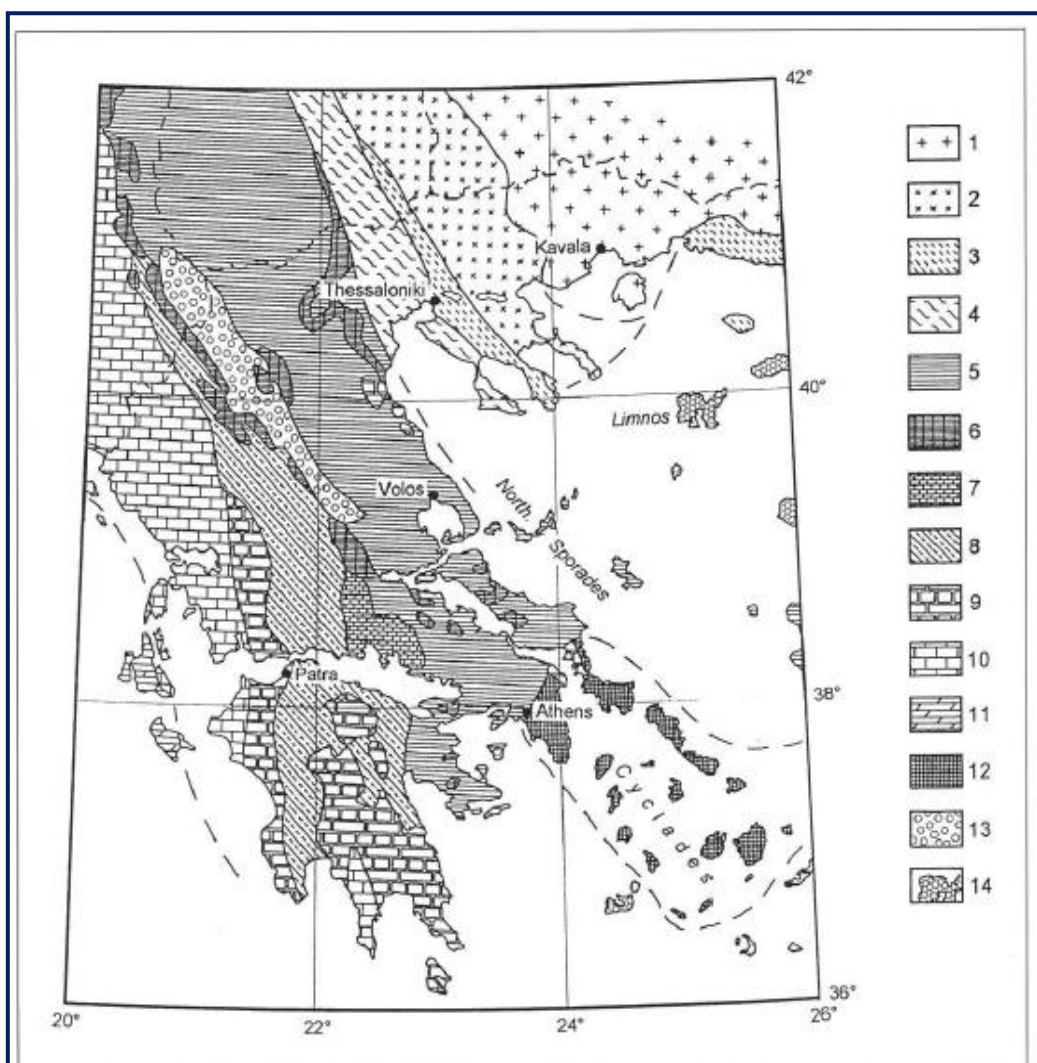 42°
1
2
3
Kavala
Thessaloniki
4
5
40°
Limnos
6
Volos
North.
Sporades
7
8
9
10
Patra
38°
Athens
11
12
Cyclades
13
14
36°
20°
22°
24°
26°